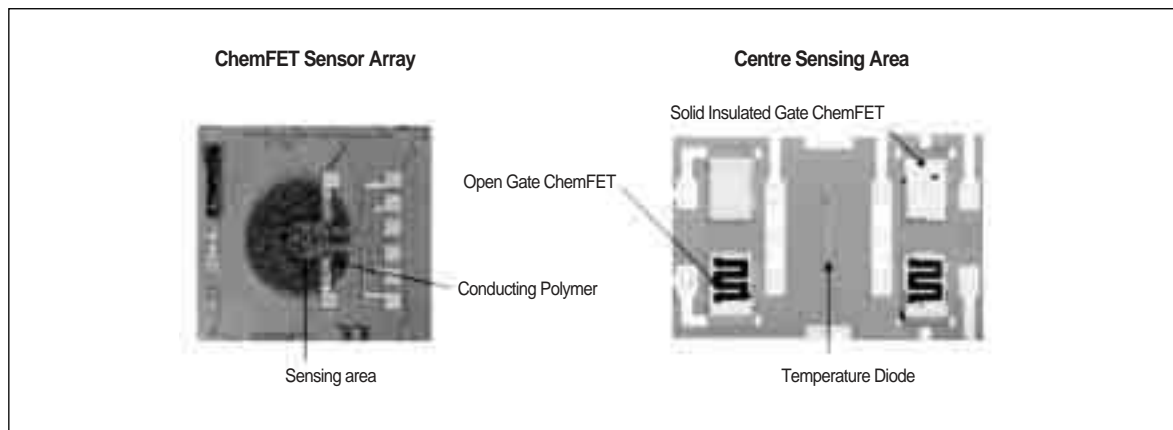 ChemFET Sensor Array
Centre Sensing Area
Solid Insulated Gate ChemFET
Open Gate ChemFET
Conducting Polymer
Sensing area
Temperature Diode